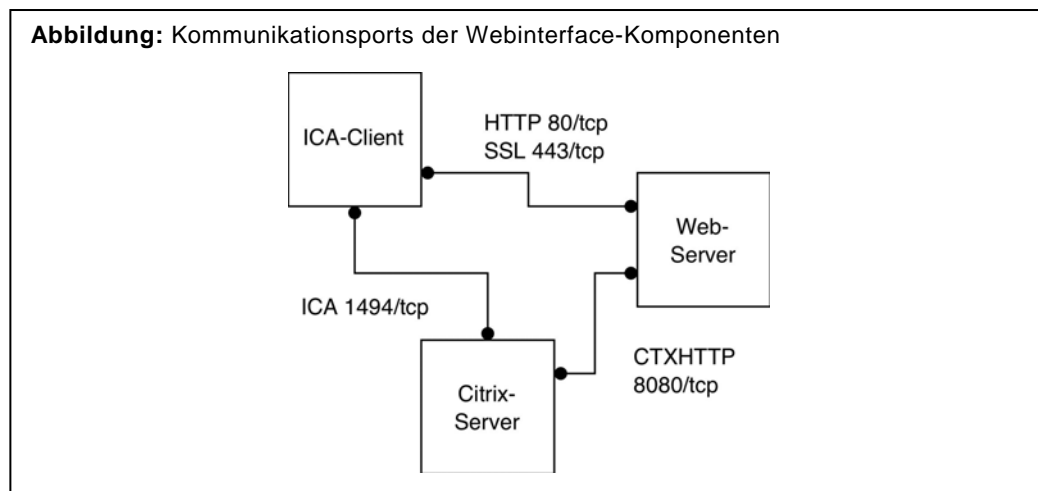 Abbildung: Kommunikationsports der Webinterface-Komponenten
ICA-Client
HTTP 80/tcp
SSL 443/tcp
Web-
Server
ICA 1494/tcp
CTXHTTP
8080/tcp
Citrix-
Server